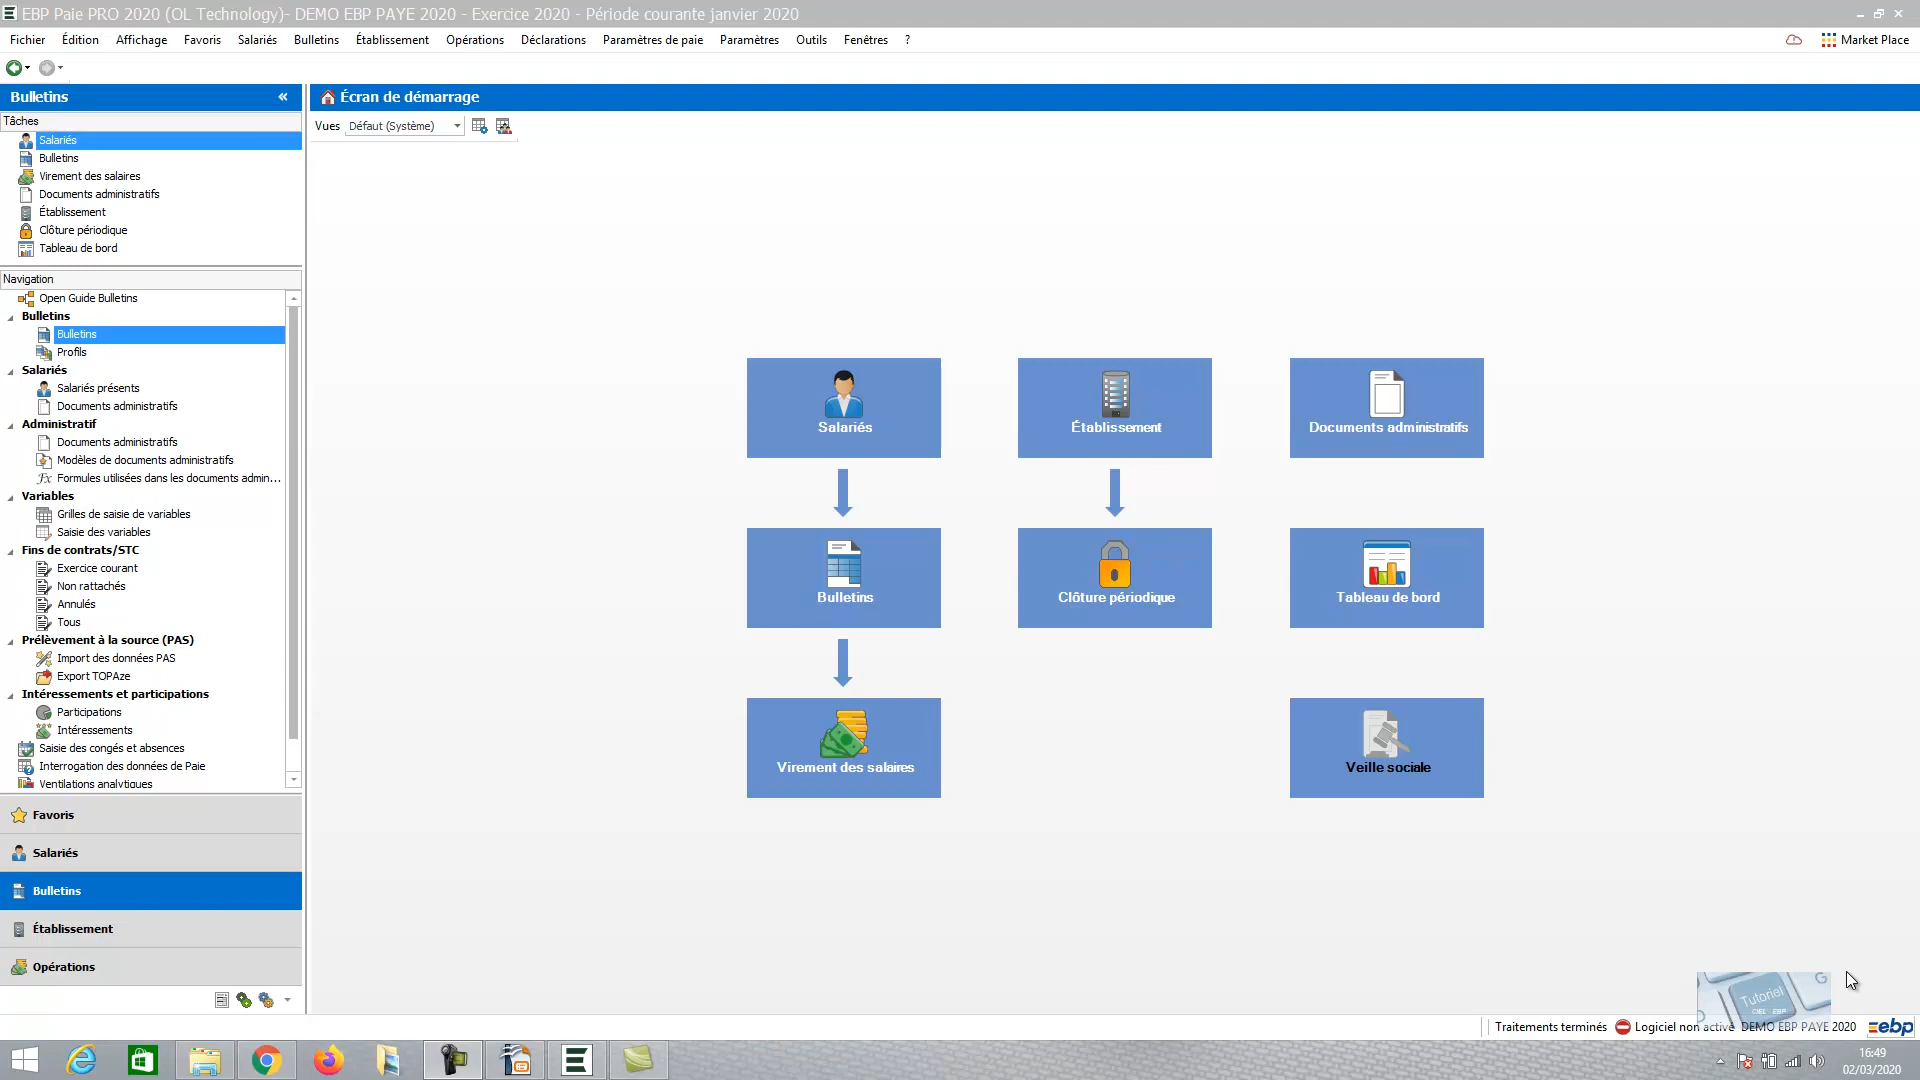 EBP Paie PRO 2020 (OL Technology)- DEMO EBP PAYE 2020 - Exercice 2020 - Période courante janvier 2020
Fichier Édition Affichage Favoris Salariés Bulletins Établissement Opérations Déclarations Paramètres de paie Paramètres Outils Fenêtres ? Market Place
Bulletins «
Tâches
Salariés
Bulletins
Virement des salaires
Documents administratifs
Établissement
Clôture périodique
Tableau de bord
Navigation
Open Guide Bulletins
Bulletins
Bulletins
Profils
Salariés
Salariés présents
Documents administratifs
Administratif
Documents administratifs
Modèles de documents administratifs
Formules utilisées dans les documents admin...
Variables
Grilles de saisie de variables
Saisie des variables
Fins de contrats/STC
Exercice courant
Non rattachés
Annulés
Tous
Prélèvement à la source (PAS)
Import des données PAS
Export TOPAze
Intéressements et participations
Participations
Intéressements
Saisie des congés et absences
Interrogation des données de Paie
Ventilations analytiques
Favoris
Salariés
Bulletins
Établissement
Opérations
Écran de démarrage
Vues Défaut (Système)
Salariés
Établissement
Documents administratifs
Bulletins
Clôture périodique
Tableau de bord
Virement des salaires
Veille sociale
G
Tutoriel
CIEL - EBP
Traitements terminés Logiciel non activé DEMO EBP PAYE 2020 ebp
16:49
02/03/2020